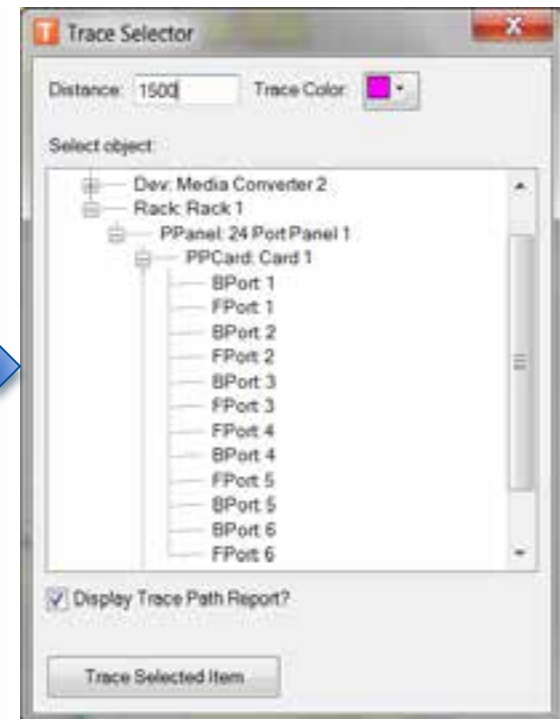 T Trace Selector X
Distance: 1500 Trace Color:
Select object:
Dev: Media Converter 2
Rack: Rack 1
PPanel: 24 Port Panel 1
PPCard: Card 1
BPort: 1
FPort: 1
BPort: 2
FPort: 2
BPort: 3
FPort: 3
FPort: 4
BPort: 4
FPort: 5
BPort: 5
BPort: 6
FPort: 6
Display Trace Path Report?
Trace Selected Item